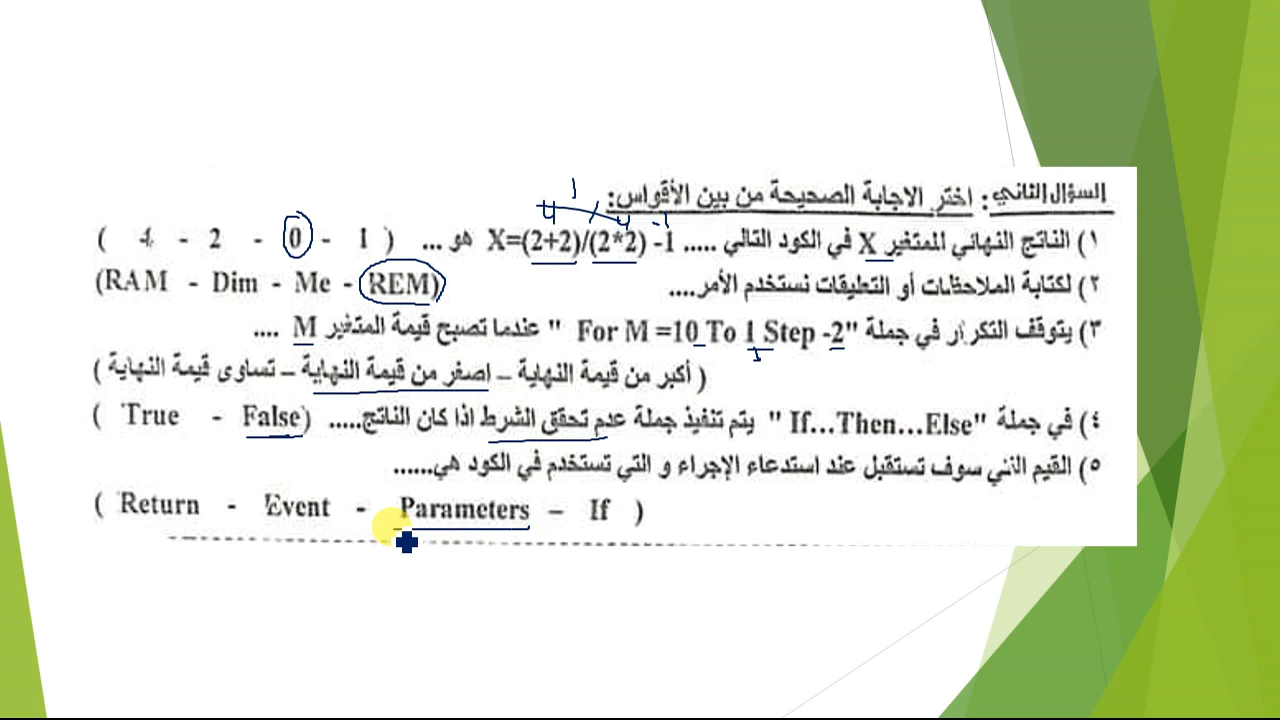 السؤال الثاني: اختر الاجابة الصحيحة من بين الأقواس:
١) الناتج النهائي للمتغير X في الكود التالي ..... X=(2+2)/(2*2) -1 هو ... ( 1 - 0 - 2 - 4 )
1
4 / 4 -1
٢) لكتابة الملاحظات أو التعليقات نستخدم الأمر.... (RAM - Dim - Me - REM)
٣) يتوقف التكرار في جملة "For M =10 To 1 Step -2 " عندما تصبح قيمة المتغير M ....
( أكبر من قيمة النهاية – اصغر من قيمة النهاية – تساوى قيمة النهاية )
٤) في جملة "If...Then...Else " يتم تنفيذ جملة عدم تحقق الشرط اذا كان الناتج..... ( True - False)
٥) القيم التي سوف تستقبل عند استدعاء الإجراء و التي تستخدم في الكود هي......
( Return - Event - Parameters – If )